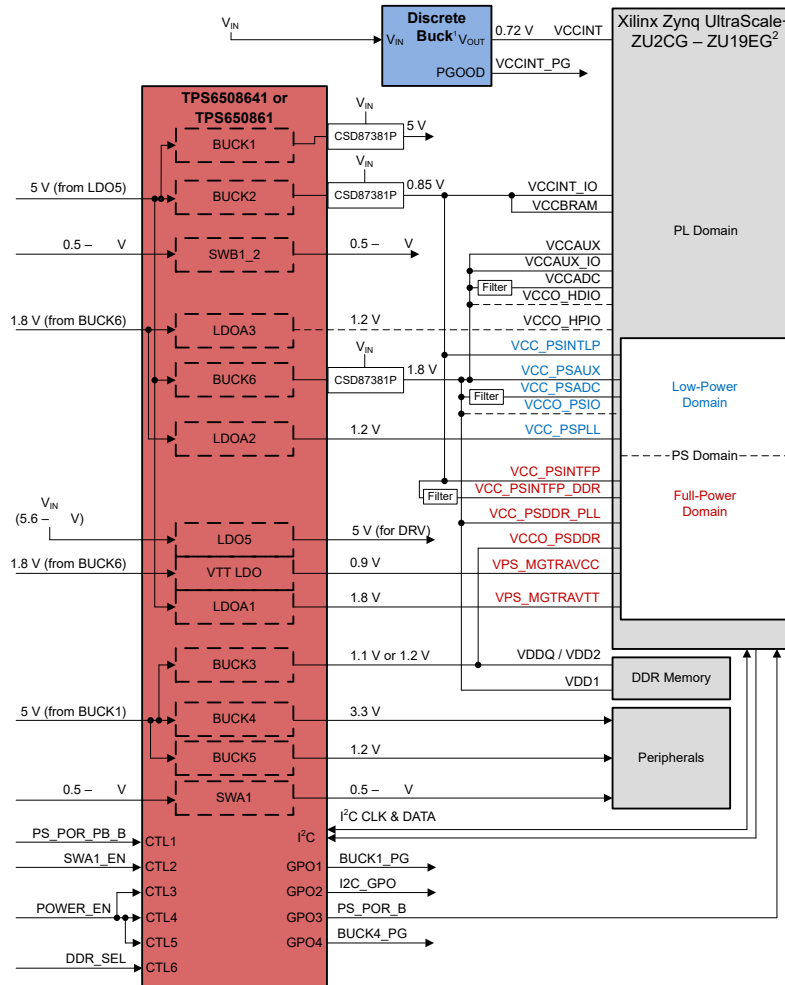 Discrete
Buck¹
V_IN
V_IN
V_OUT
0.72 V
VCCINT
PGOOD
VCCINT_PG
Xilinx Zynq UltraScale+
ZU2CG – ZU19EG²
TPS6508641 or
TPS650861
V_IN
BUCK1
CSD87381P
5 V
V_IN
5 V (from LDO5)
BUCK2
CSD87381P
0.85 V
VCCINT_IO
VCCBRAM
PL Domain
0.5 – V
SWB1_2
0.5 – V
VCCAUX
VCCAUX_IO
Filter
VCCADC
VCCO_HDIO
1.8 V (from BUCK6)
LDOA3
1.2 V
VCCO_HPIO
V_IN
VCC_PSINTLP
BUCK6
CSD87381P
1.8 V
VCC_PSAUX
Filter
VCC_PSADC
VCCO_PSIO
Low-Power
Domain
LDOA2
1.2 V
VCC_PSPLL
PS Domain
VCC_PSINTFP
Filter
VCC_PSINTFP_DDR
Full-Power
Domain
V_IN
(5.6 – V)
VCC_PSDDR_PLL
LDO5
5 V (for DRV)
VCCO_PSDDR
1.8 V (from BUCK6)
VTT LDO
0.9 V
VPS_MGTRAVCC
LDOA1
1.8 V
VPS_MGTRAVTT
BUCK3
1.1 V or 1.2 V
VDDQ / VDD2
VDD1
DDR Memory
5 V (from BUCK1)
BUCK4
3.3 V
BUCK5
1.2 V
Peripherals
0.5 – V
SWA1
0.5 – V
I²C CLK & DATA
PS_POR_PB_B
CTL1
I²C
SWA1_EN
CTL2
GPO1
BUCK1_PG
CTL3
GPO2
I2C_GPO
POWER_EN
CTL4
GPO3
PS_POR_B
CTL5
GPO4
BUCK4_PG
DDR_SEL
CTL6